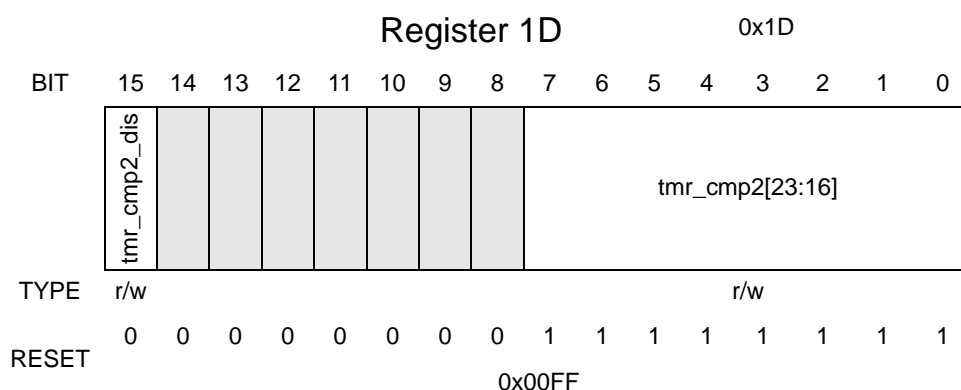 Register 1D 0x1D
BIT 15 14 13 12 11 10 9 8 7 6 5 4 3 2 1 0
tmr_cmp2_dis
tmr_cmp2[23:16]
TYPE r/w r/w
RESET 0 0 0 0 0 0 0 0 1 1 1 1 1 1 1 1
0x00FF